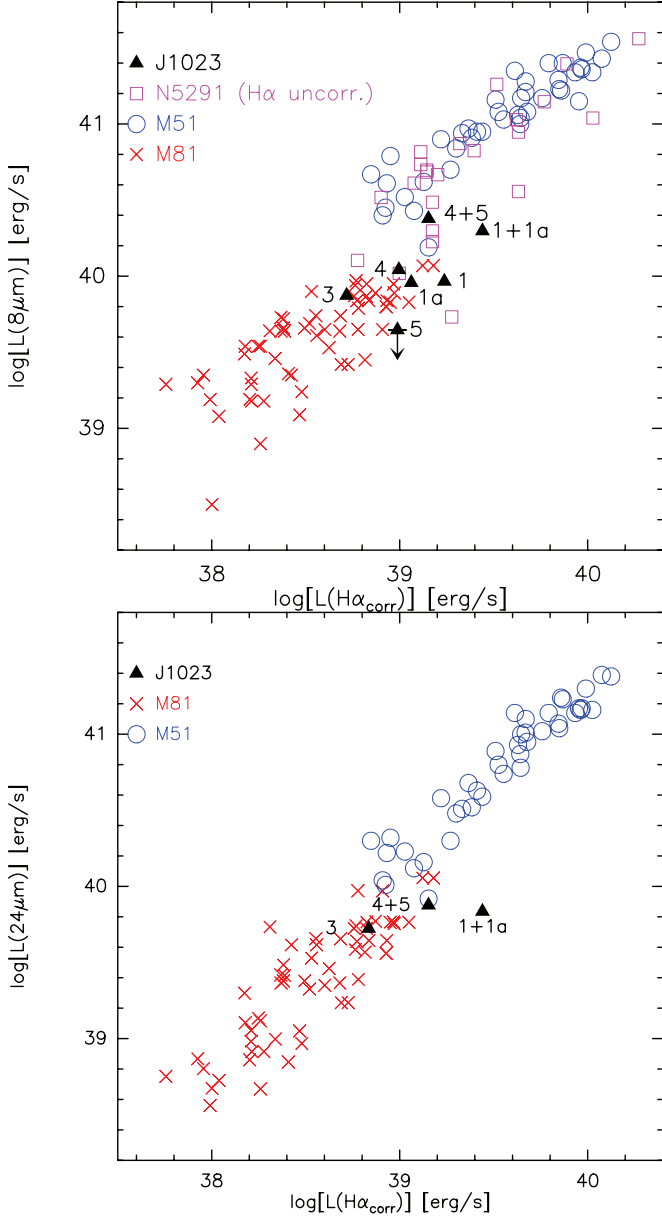 J1023
N5291 (Hα uncorr.)
M51
M81
41
40
39
log[L(8μm)] [erg/s]
4+5
1+1a
4
3
1a
1
5
38
39
40
log[L(Hα_corr)] [erg/s]
J1023
M81
M51
41
40
39
log[L(24μm)] [erg/s]
4+5
3
1+1a
38
39
40
log[L(Hα_corr)] [erg/s]